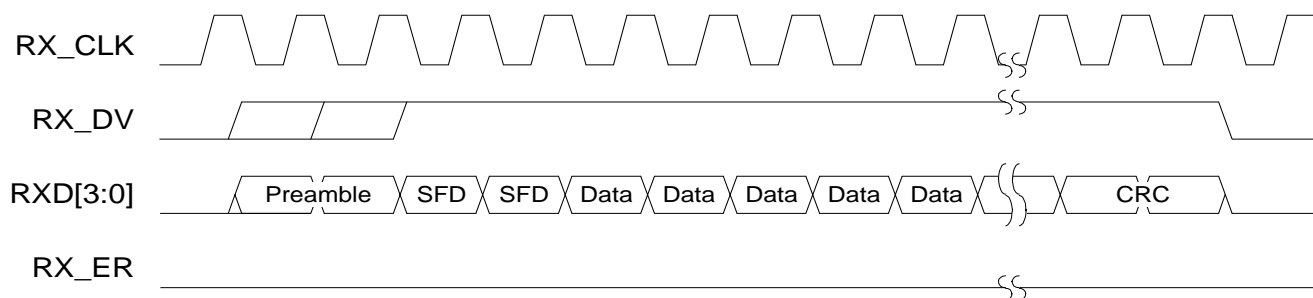 RX_CLK
RX_DV
RXD[3:0] Preamble SFD SFD Data Data Data Data Data CRC
RX_ER